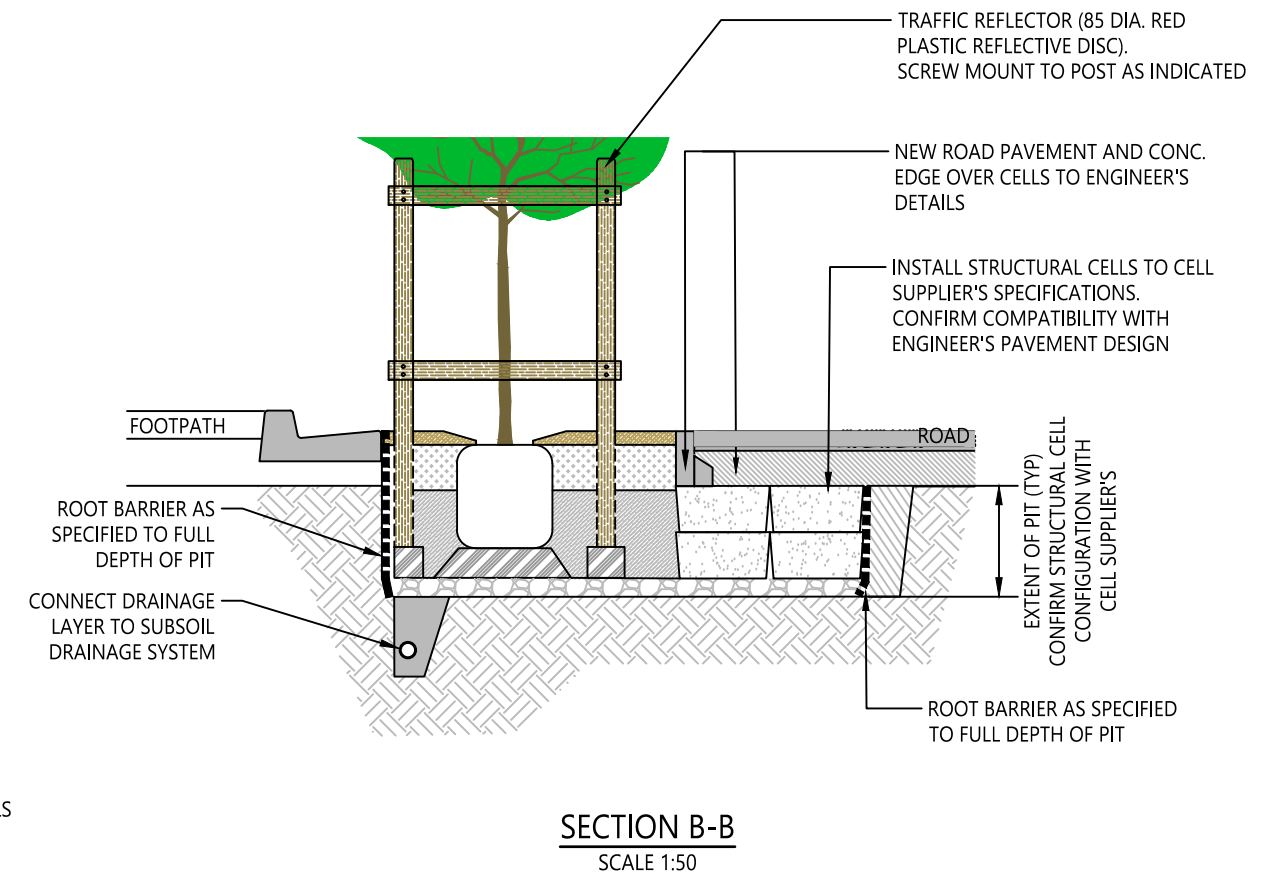 TRAFFIC REFLECTOR (85 DIA. RED
PLASTIC REFLECTIVE DISC).
SCREW MOUNT TO POST AS INDICATED
NEW ROAD PAVEMENT AND CONC.
EDGE OVER CELLS TO ENGINEER'S
DETAILS
INSTALL STRUCTURAL CELLS TO CELL
SUPPLIER'S SPECIFICATIONS.
CONFIRM COMPATIBILITY WITH
ENGINEER'S PAVEMENT DESIGN
FOOTPATH
ROAD
ROOT BARRIER AS
SPECIFIED TO FULL
DEPTH OF PIT
CONNECT DRAINAGE
LAYER TO SUBSOIL
DRAINAGE SYSTEM
EXTENT OF PIT (TYP)
CONFIRM STRUCTURAL CELL
CONFIGURATION WITH
CELL SUPPLIER'S
ROOT BARRIER AS SPECIFIED
TO FULL DEPTH OF PIT
LS
SECTION B-B
SCALE 1:50